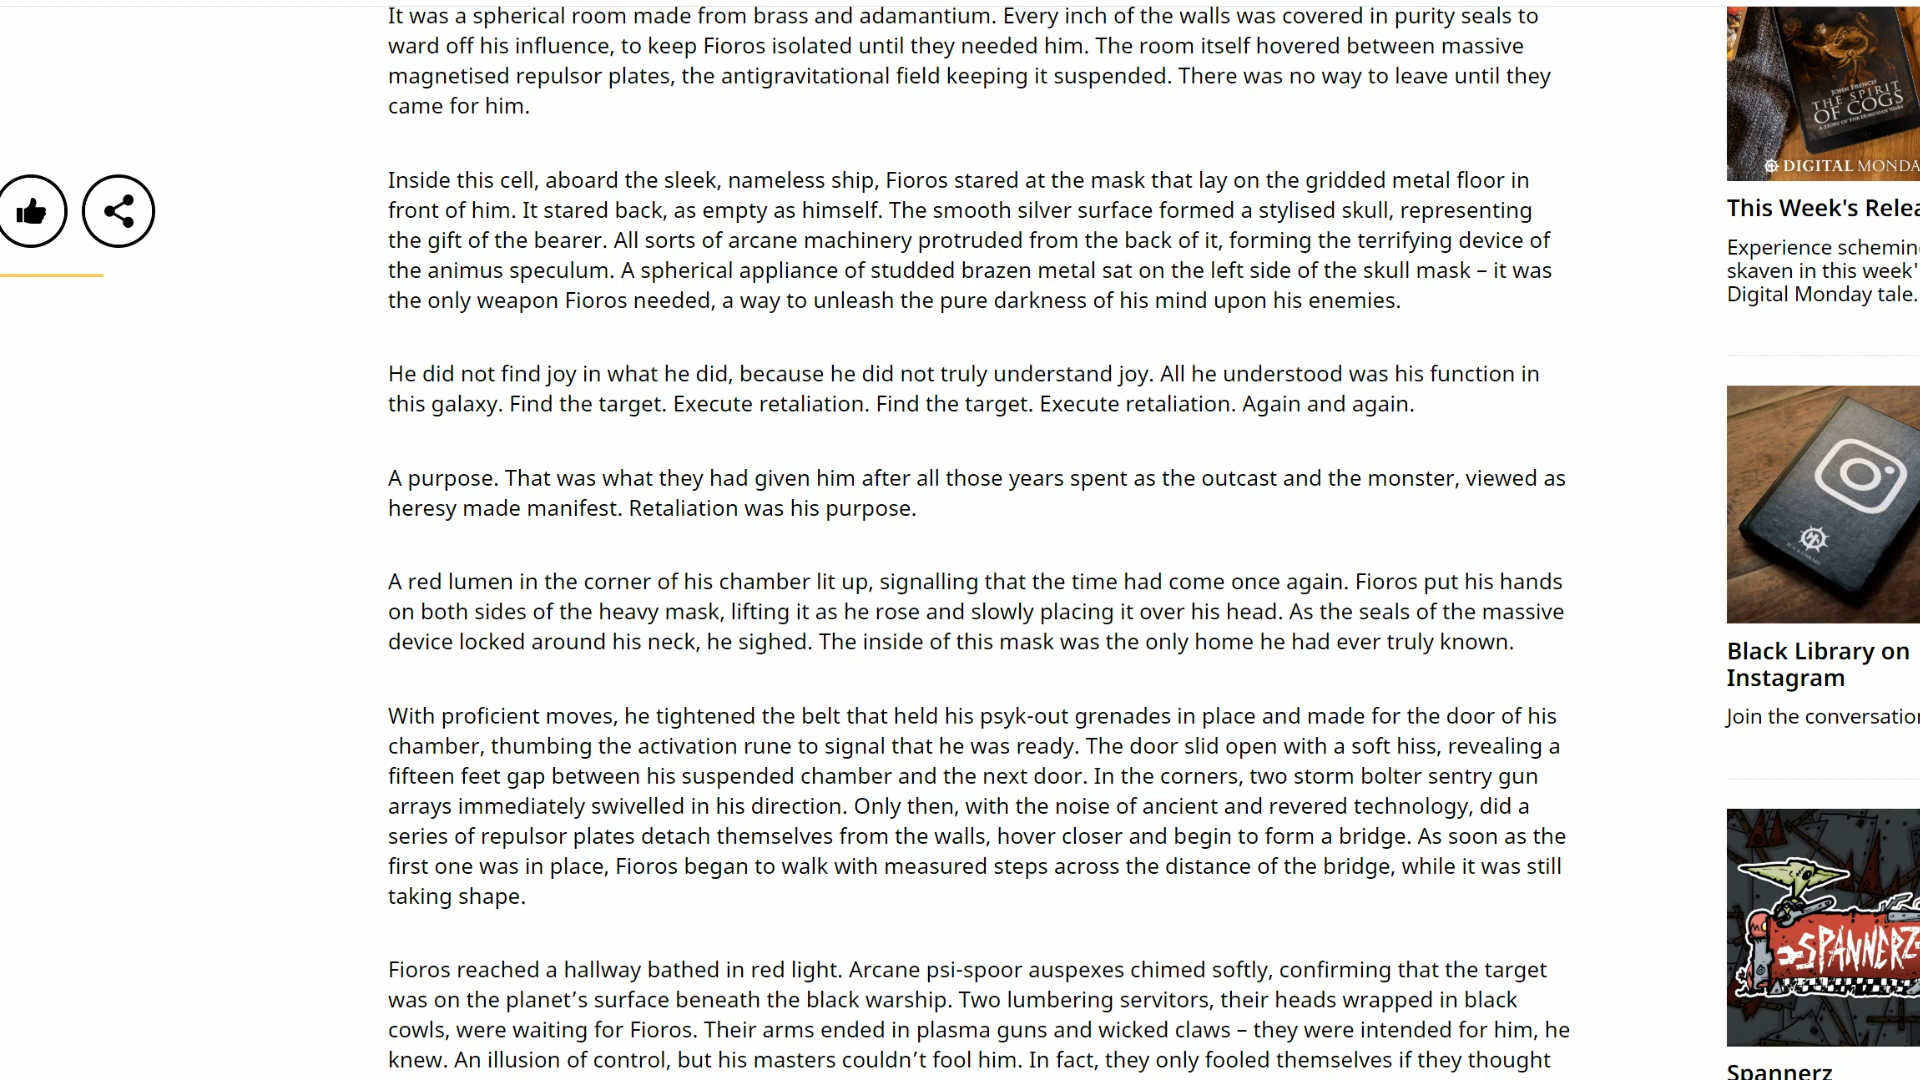 It was a spherical room made from brass and adamantium. Every inch of the walls was covered in purity seals to
ward off his influence, to keep Fioros isolated until they needed him. The room itself hovered between massive
magnetised repulsor plates, the antigravitational field keeping it suspended. There was no way to leave until they
came for him.
Inside this cell, aboard the sleek, nameless ship, Fioros stared at the mask that lay on the gridded metal floor in
front of him. It stared back, as empty as himself. The smooth silver surface formed a stylised skull, representing
the gift of the bearer. All sorts of arcane machinery protruded from the back of it, forming the terrifying device of
the animus speculum. A spherical appliance of studded brazen metal sat on the left side of the skull mask – it was
the only weapon Fioros needed, a way to unleash the pure darkness of his mind upon his enemies.
He did not find joy in what he did, because he did not truly understand joy. All he understood was his function in
this galaxy. Find the target. Execute retaliation. Find the target. Execute retaliation. Again and again.
A purpose. That was what they had given him after all those years spent as the outcast and the monster, viewed as
heresy made manifest. Retaliation was his purpose.
A red lumen in the corner of his chamber lit up, signalling that the time had come once again. Fioros put his hands
on both sides of the heavy mask, lifting it as he rose and slowly placing it over his head. As the seals of the massive
device locked around his neck, he sighed. The inside of this mask was the only home he had ever truly known.
With proficient moves, he tightened the belt that held his psyk-out grenades in place and made for the door of his
chamber, thumbing the activation rune to signal that he was ready. The door slid open with a soft hiss, revealing a
fifteen feet gap between his suspended chamber and the next door. In the corners, two storm bolter sentry gun
arrays immediately swivelled in his direction. Only then, with the noise of ancient and revered technology, did a
series of repulsor plates detach themselves from the walls, hover closer and begin to form a bridge. As soon as the
first one was in place, Fioros began to walk with measured steps across the distance of the bridge, while it was still
taking shape.
Fioros reached a hallway bathed in red light. Arcane psi-spoor auspexes chimed softly, confirming that the target
was on the planet’s surface beneath the black warship. Two lumbering servitors, their heads wrapped in black
cowls, were waiting for Fioros. Their arms ended in plasma guns and wicked claws – they were intended for him, he
knew. An illusion of control, but his masters couldn’t fool him. In fact, they only fooled themselves if they thought
JOHN FRENCH
THE SPIRIT
OF COGS
A STORY OF THE HORUSIAN WARS
DIGITAL MONDA
This Week's Relea
Experience schemin
skaven in this week'
Digital Monday tale.
Black Library on
Instagram
Join the conversation
SPANNERZ
Spannerz